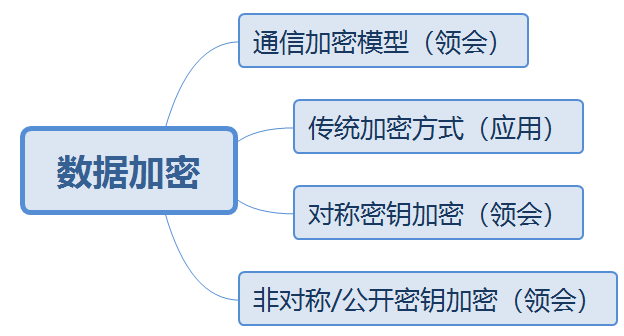 通信加密模型（领会）
传统加密方式（应用）
数据加密
对称密钥加密（领会）
非对称/公开密钥加密（领会）